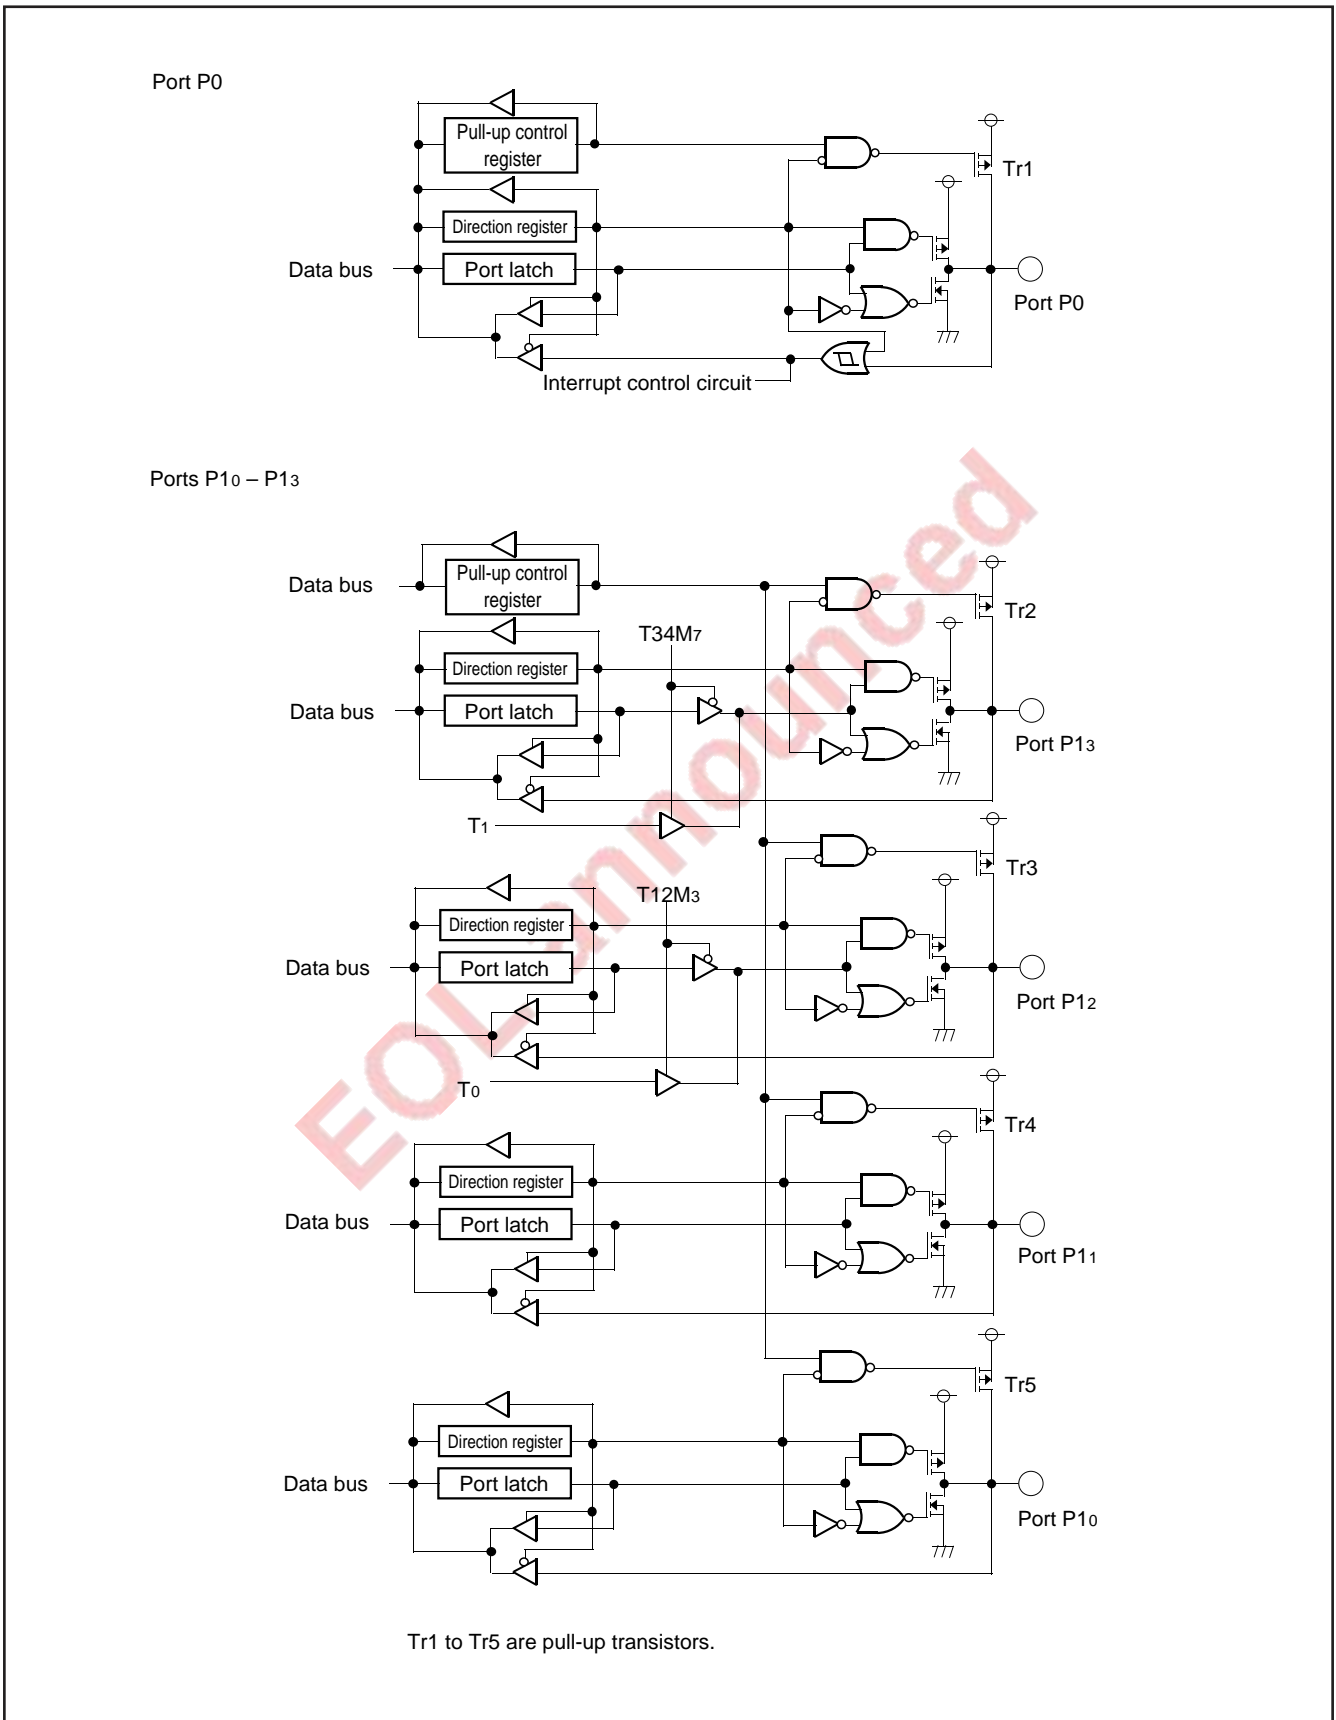 Port P0
Pull-up control
register
Tr1
Direction register
Data bus
Port latch
Port P0
Interrupt control circuit
Ports P10 – P13
Data bus
Pull-up control
register
Tr2
T34M7
Direction register
Data bus
Port latch
Port P13
T1
Tr3
T12M3
Direction register
Data bus
Port latch
Port P12
T0
Tr4
Direction register
Data bus
Port latch
Port P11
Tr5
Direction register
Data bus
Port latch
Port P10
Tr1 to Tr5 are pull-up transistors.
EOL announced